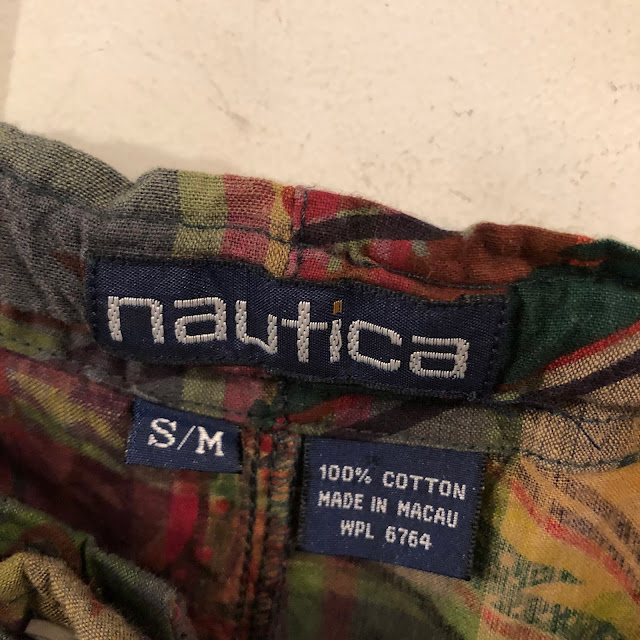 nautica
S/M
100% COTTON
MADE IN MACAU
WPL 6764